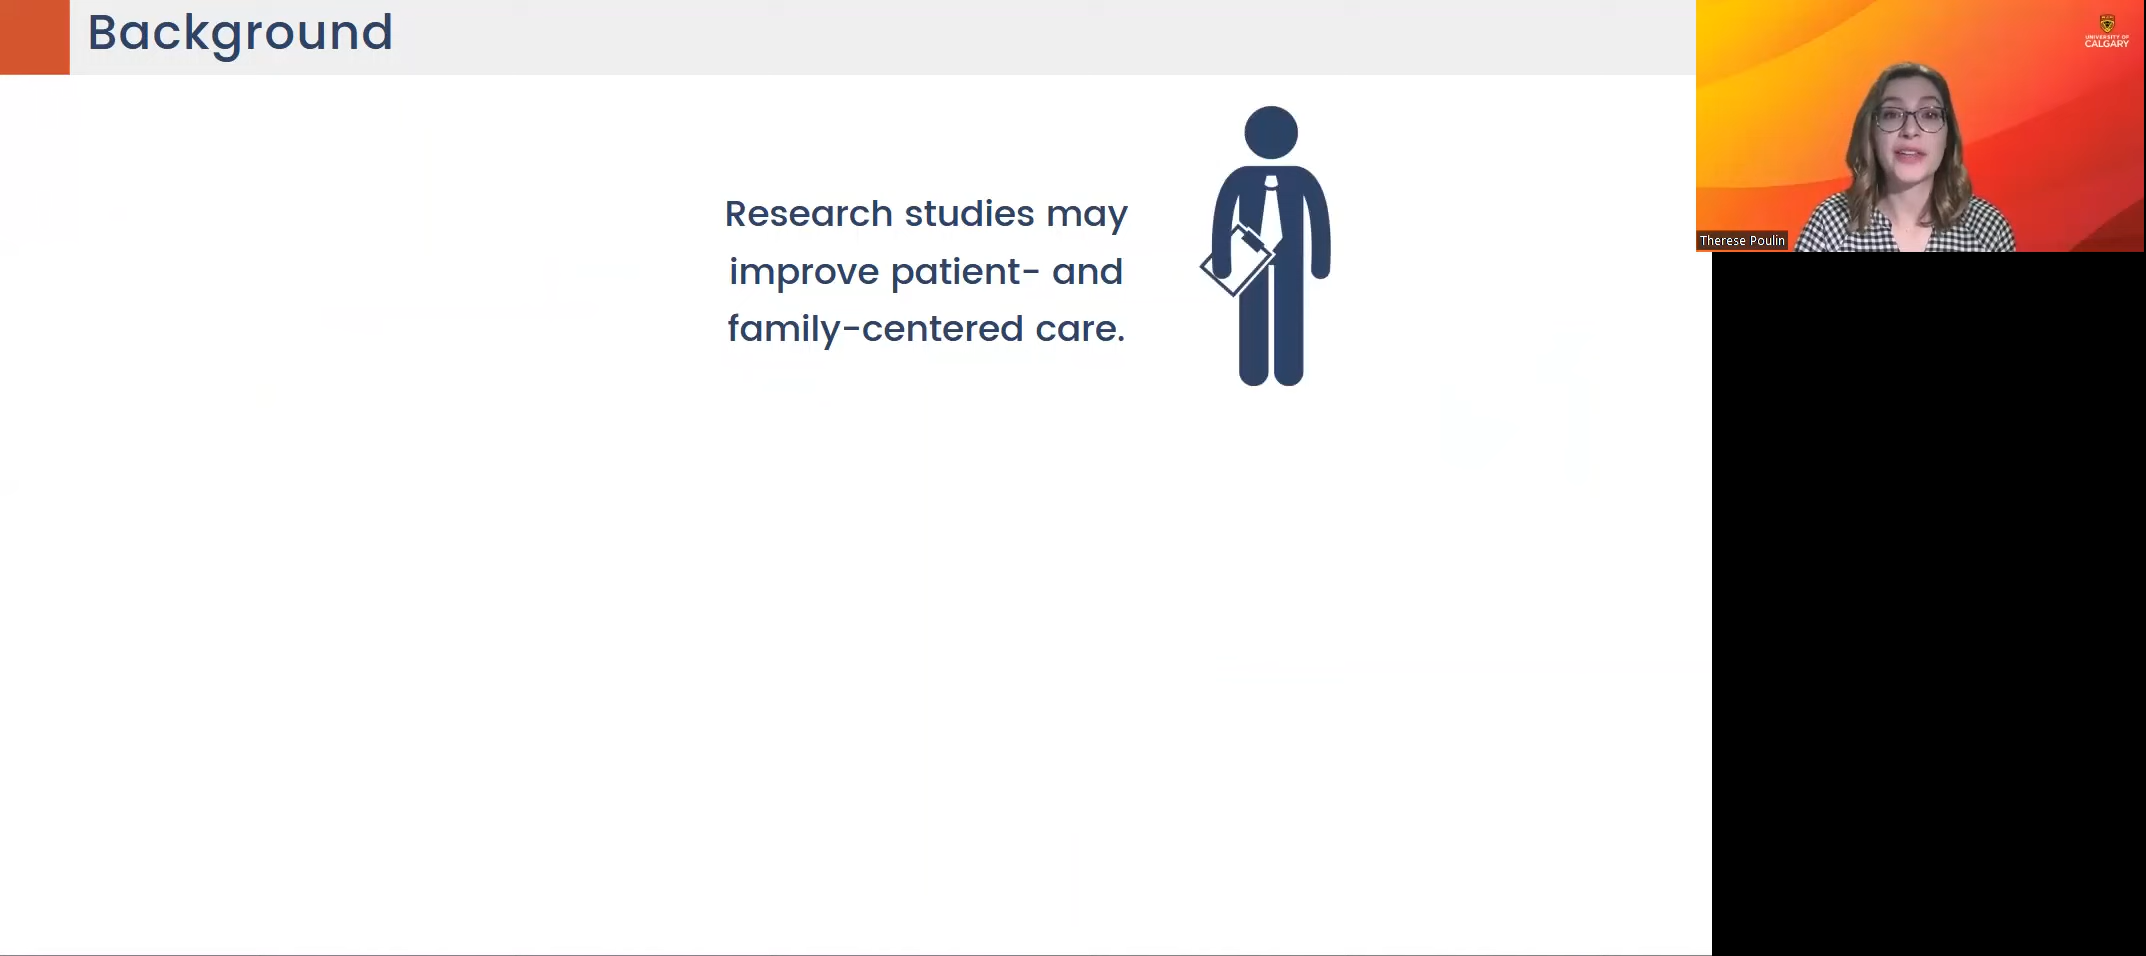 Background
Research studies may
improve patient- and
family-centered care.
UNIVERSITY OF
CALGARY
Therese Poulin